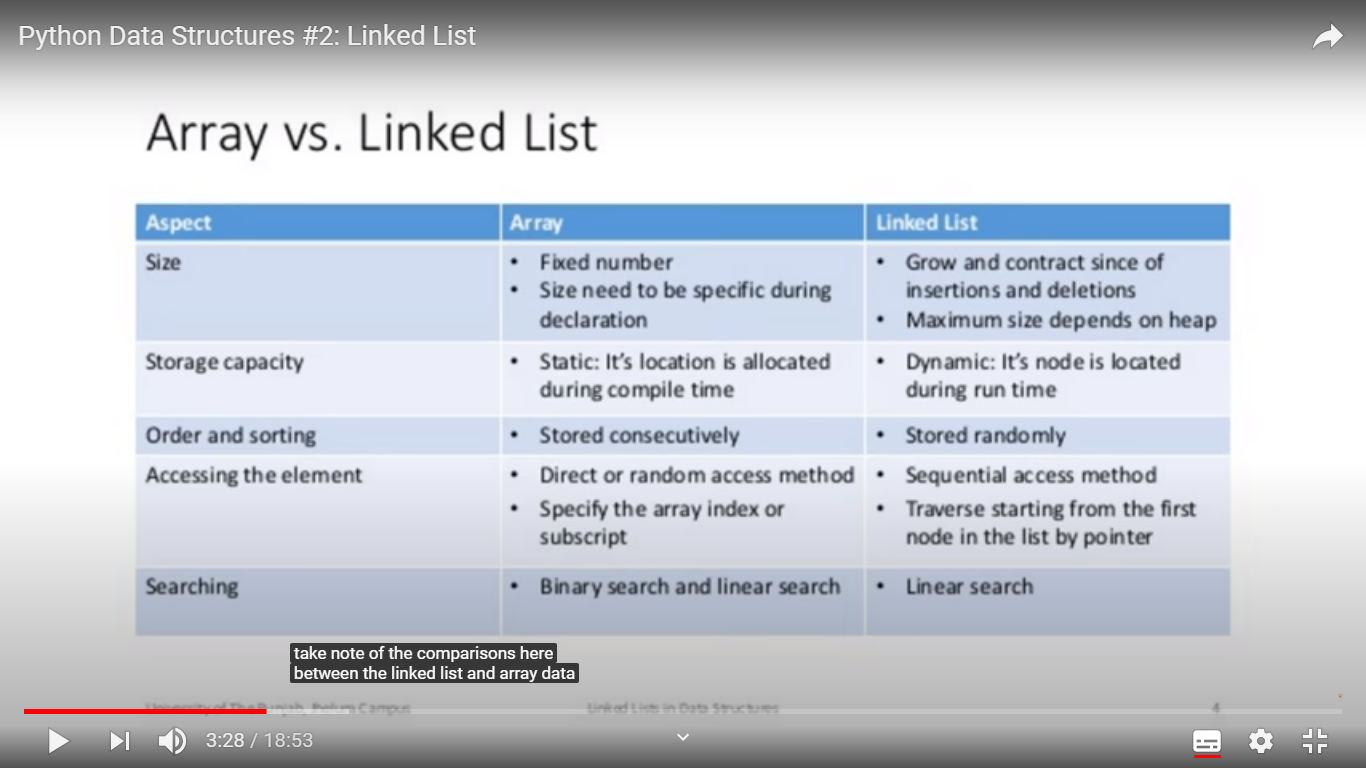 Python Data Structures #2: Linked List
Array vs. Linked List
Aspect
Array
Linked List
Size
• Fixed number
• Size need to be specific during
declaration
• Grow and contract since of
insertions and deletions
• Maximum size depends on heap
Storage capacity
• Static: It’s location is allocated
during compile time
• Dynamic: It’s node is located
during run time
Order and sorting
• Stored consecutively
• Stored randomly
Accessing the element
• Direct or random access method
• Specify the array index or
subscript
• Sequential access method
• Traverse starting from the first
node in the list by pointer
Searching
• Binary search and linear search
• Linear search
take note of the comparisons here
between the linked list and array data
University of The Punjab, Jhelum Campus
Linked Lists in Data Structures
4
3:28 / 18:53